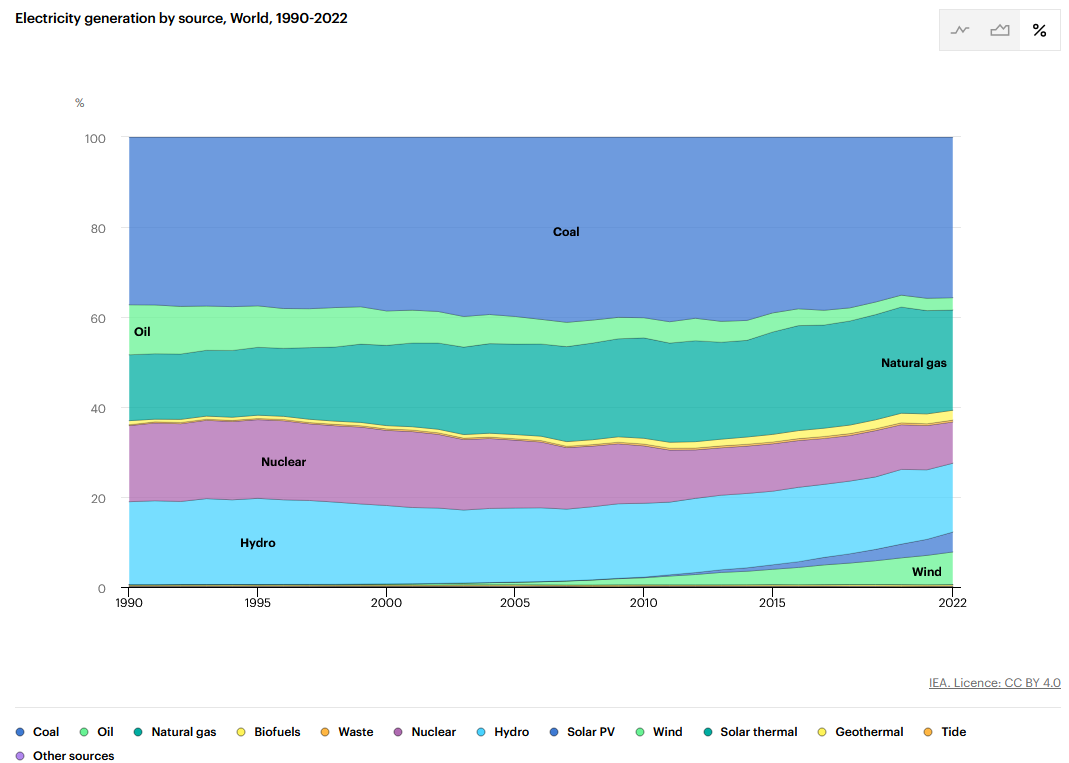 Electricity generation by source, World, 1990-2022
%
%
100
80
60
40
20
0
Coal
Oil
Natural gas
Nuclear
Hydro
Wind
1990 1995 2000 2005 2010 2015 2022
IEA. Licence: CC BY 4.0
Coal Oil Natural gas Biofuels Waste Nuclear Hydro Solar PV Wind Solar thermal Geothermal Tide
Other sources